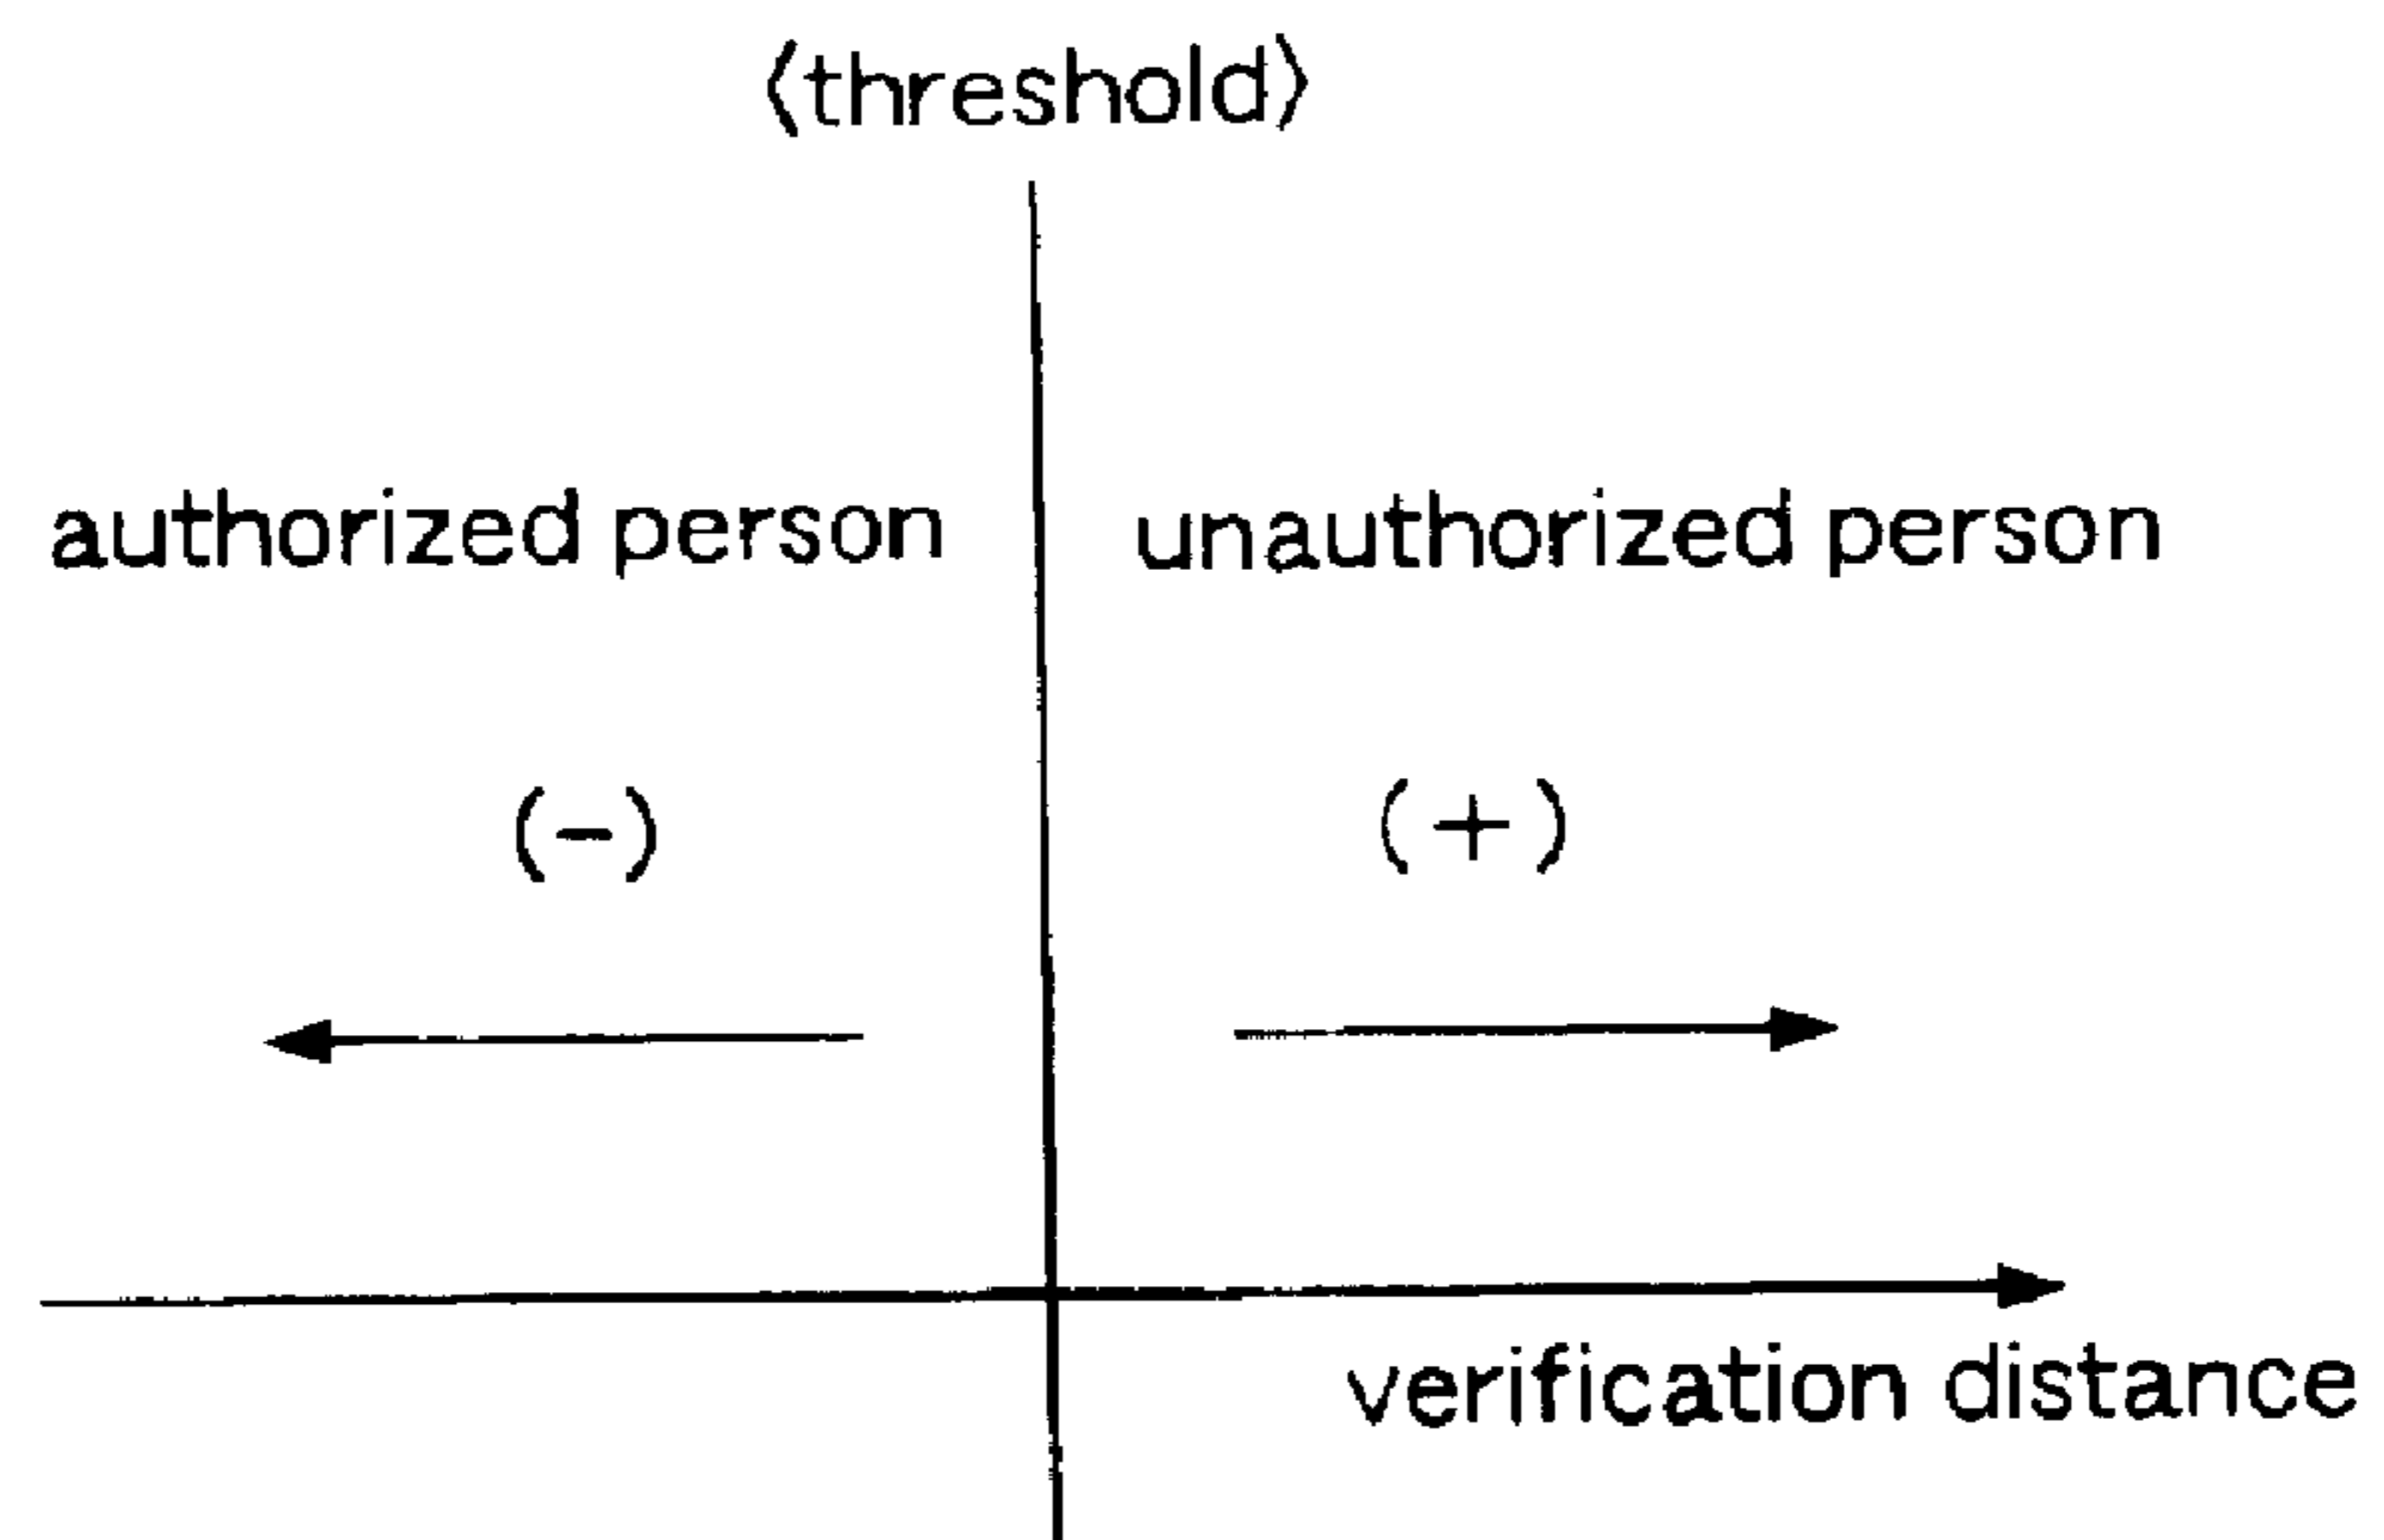 ⟨threshold⟩
authorized person unauthorized person
(−) (+)
verification distance